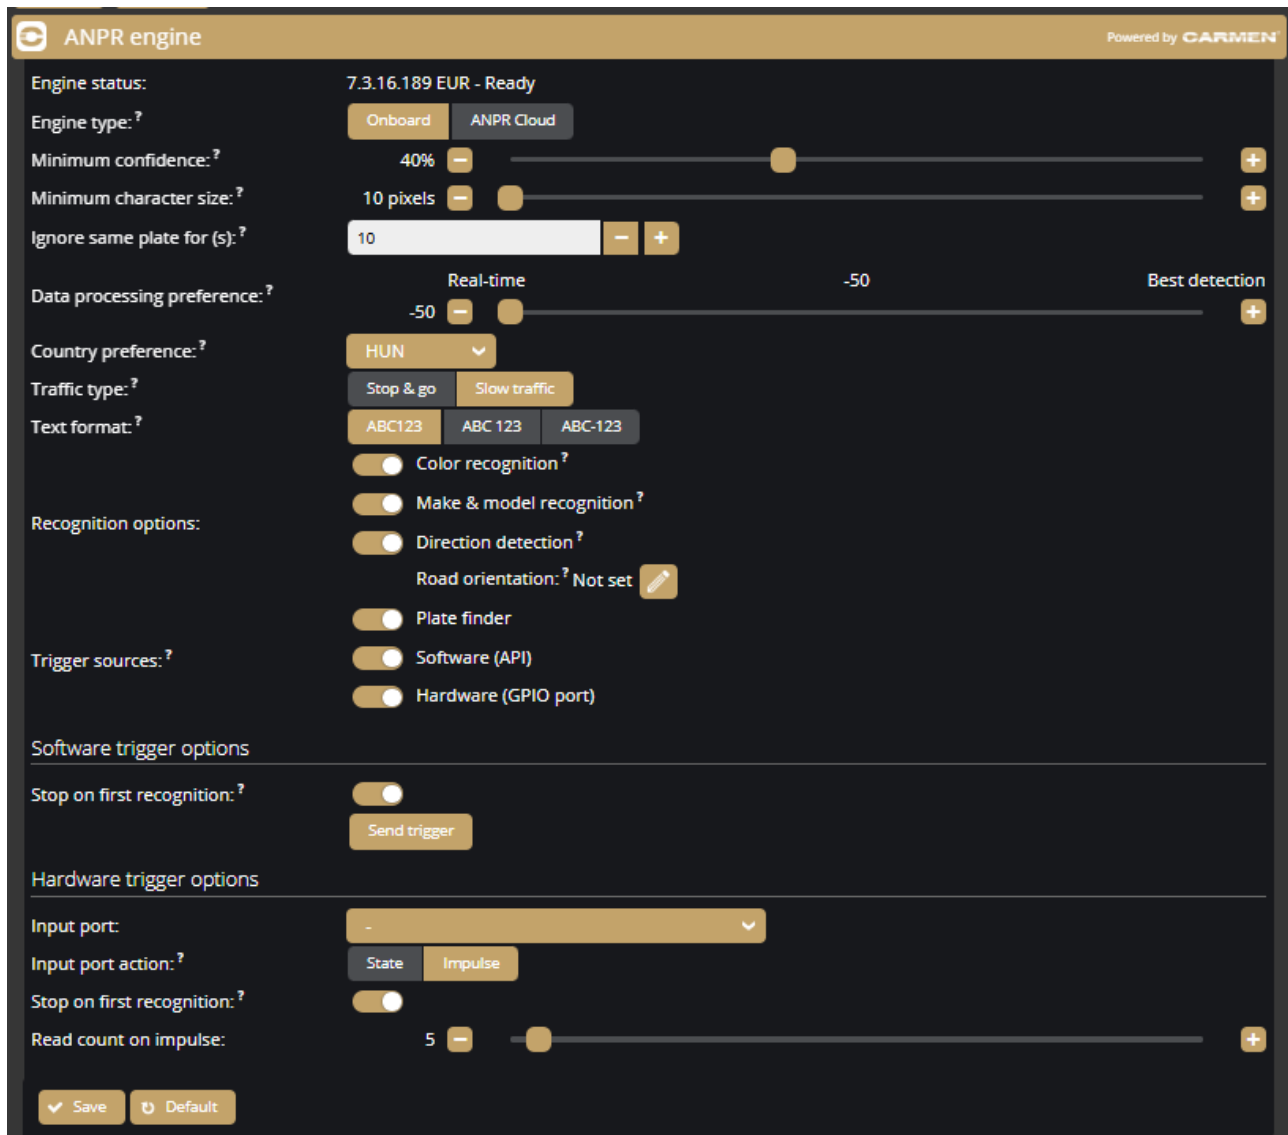 ANPR engine Powered by CARMEN®
Engine status: 7.3.16.189 EUR - Ready
Engine type:? Onboard ANPR Cloud
Minimum confidence:? 40%
Minimum character size:? 10 pixels
Ignore same plate for (s):? 10
Real-time -50 Best detection
Data processing preference:? -50
Country preference:? HUN
Traffic type:? Stop & go Slow traffic
Text format:? ABC123 ABC 123 ABC-123
Color recognition?
Make & model recognition?
Recognition options:
Direction detection?
Road orientation:? Not set
Plate finder
Trigger sources:? Software (API)
Hardware (GPIO port)
Software trigger options
Stop on first recognition:?
Send trigger
Hardware trigger options
Input port: -
Input port action:? State Impulse
Stop on first recognition:?
Read count on impulse: 5
Save Default